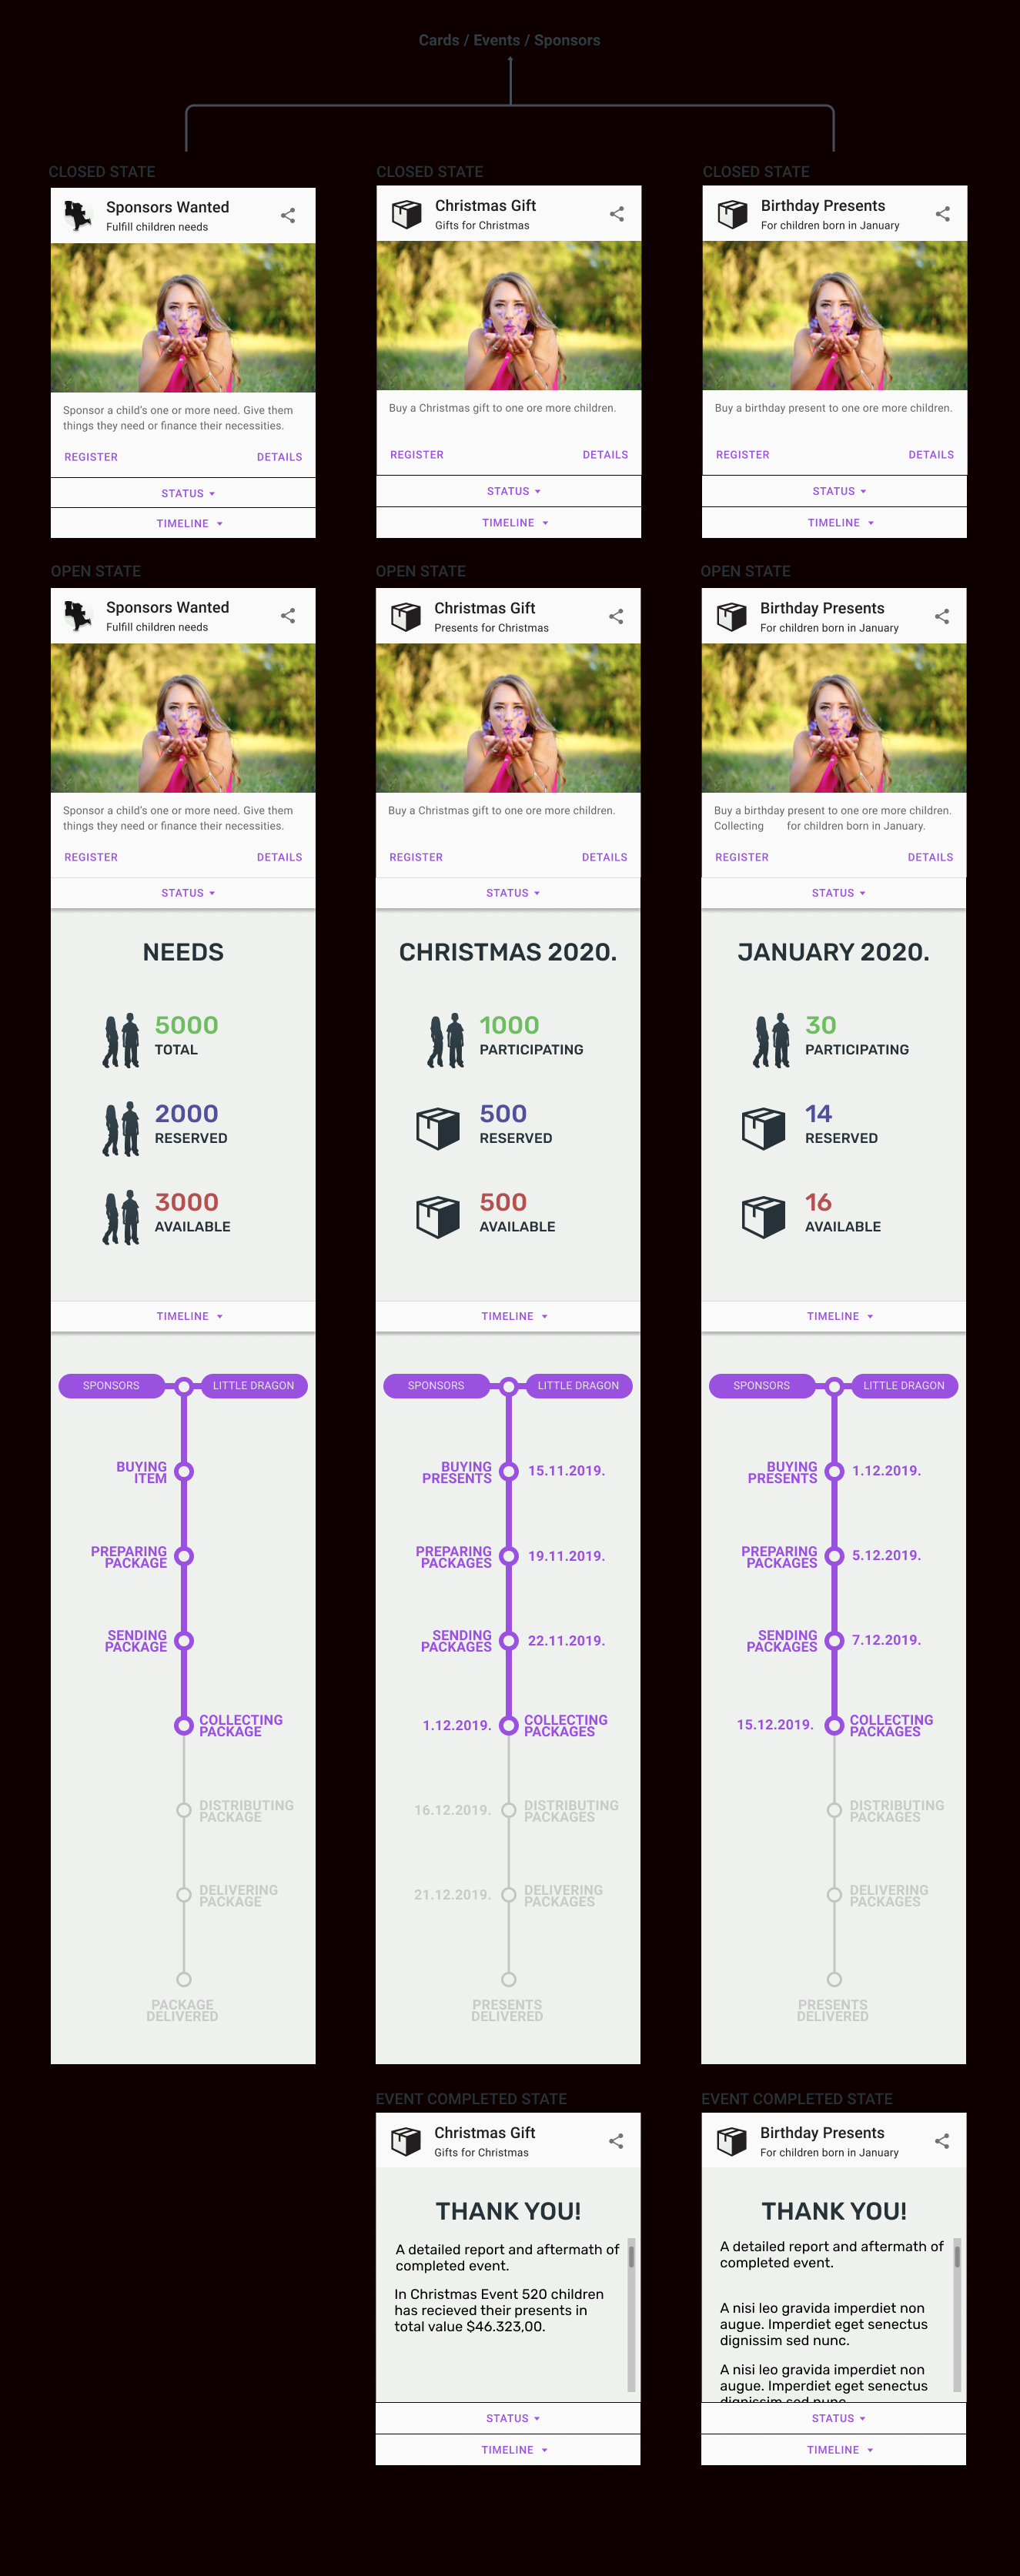 Cards / Events / Sponsors
CLOSED STATE
Sponsors Wanted
Fulfill children needs
Sponsor a child's one or more need. Give them
things they need or finance their necessities.
REGISTER DETAILS
STATUS
TIMELINE
CLOSED STATE
Christmas Gift
Gifts for Christmas
Buy a Christmas gift to one ore more children.
REGISTER DETAILS
STATUS
TIMELINE
CLOSED STATE
Birthday Presents
For children born in January
Buy a birthday present to one ore more children.
REGISTER DETAILS
STATUS
TIMELINE
OPEN STATE
Sponsors Wanted
Fulfill children needs
Sponsor a child's one or more need. Give them
things they need or finance their necessities.
REGISTER DETAILS
STATUS
NEEDS
5000
TOTAL
2000
RESERVED
3000
AVAILABLE
TIMELINE
SPONSORS LITTLE DRAGON
BUYING
ITEM
PREPARING
PACKAGE
SENDING
PACKAGE
COLLECTING
PACKAGE
DISTRIBUTING
PACKAGE
DELIVERING
PACKAGE
PACKAGE
DELIVERED
OPEN STATE
Christmas Gift
Presents for Christmas
Buy a Christmas gift to one ore more children.
REGISTER DETAILS
STATUS
CHRISTMAS 2020.
1000
PARTICIPATING
500
RESERVED
500
AVAILABLE
TIMELINE
SPONSORS LITTLE DRAGON
BUYING
PRESENTS
15.11.2019.
PREPARING
PACKAGES
19.11.2019.
SENDING
PACKAGES
22.11.2019.
1.12.2019.
COLLECTING
PACKAGES
16.12.2019.
DISTRIBUTING
PACKAGES
21.12.2019.
DELIVERING
PACKAGES
PRESENTS
DELIVERED
OPEN STATE
Birthday Presents
For children born in January
Buy a birthday present to one ore more children.
Collecting for children born in January.
REGISTER DETAILS
STATUS
JANUARY 2020.
30
PARTICIPATING
14
RESERVED
16
AVAILABLE
TIMELINE
SPONSORS LITTLE DRAGON
BUYING
PRESENTS
1.12.2019.
PREPARING
PACKAGES
5.12.2019.
SENDING
PACKAGES
7.12.2019.
15.12.2019.
COLLECTING
PACKAGES
DISTRIBUTING
PACKAGES
DELIVERING
PACKAGES
PRESENTS
DELIVERED
EVENT COMPLETED STATE
Christmas Gift
Gifts for Christmas
THANK YOU!
A detailed report and aftermath of
completed event.
In Christmas Event 520 children
has recieved their presents in
total value $46.323,00.
STATUS
TIMELINE
EVENT COMPLETED STATE
Birthday Presents
For children born in January
THANK YOU!
A detailed report and aftermath of
completed event.
A nisi leo gravida imperdiet non
augue. Imperdiet eget senectus
dignissim sed nunc.
A nisi leo gravida imperdiet non
augue. Imperdiet eget senectus
dignissim sed nunc.
STATUS
TIMELINE